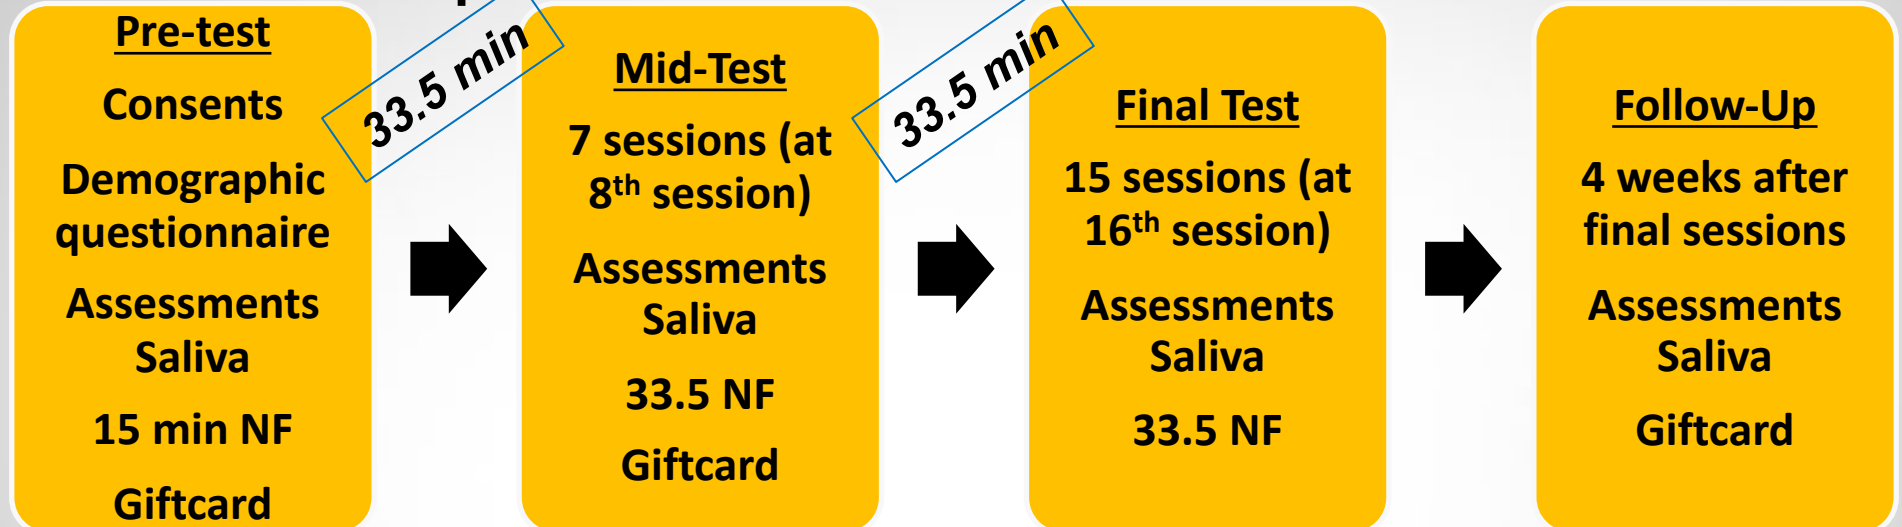 Pre-test
Consents
Demographic
questionnaire
Assessments
Saliva
15 min NF
Giftcard
33.5 min
Mid-Test
7 sessions (at
8th session)
Assessments
Saliva
33.5 NF
Giftcard
33.5 min
Final Test
15 sessions (at
16th session)
Assessments
Saliva
33.5 NF
Follow-Up
4 weeks after
final sessions
Assessments
Saliva
Giftcard